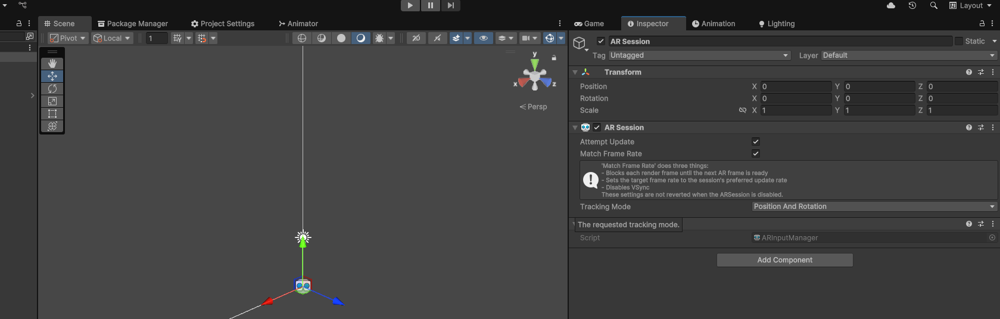 Layout
Scene
Package Manager
Project Settings
Animator
Game
Inspector
Animation
Lighting
Pivot
Local
1
2D
AR Session
Static
Tag
Untagged
Layer
Default
Transform
Position
X 0 Y 0 Z 0
Rotation
X 0 Y 0 Z 0
Scale
X 1 Y 1 Z 1
AR Session
Attempt Update
Match Frame Rate
'Match Frame Rate' does three things:
- Blocks each render frame until the next AR frame is ready
- Sets the target frame rate to the session's preferred update rate
- Disables VSync
These settings are not reverted when the ARSession is disabled.
Tracking Mode
Position And Rotation
The requested tracking mode.
Script
ARInputManager
Add Component
y
x
z
Persp